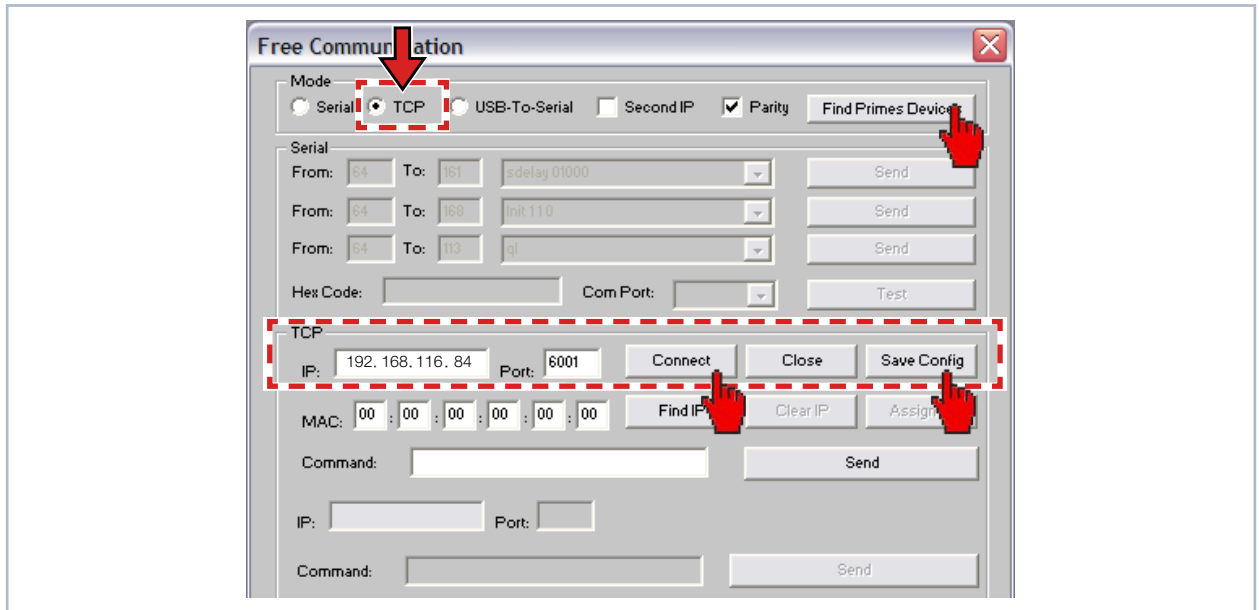 Free Communication
Mode
Serial TCP USB-To-Serial Second IP Parity Find Primes Devices
Serial
From: 64 To: 161 sdelay 01000 Send
From: 64 To: 168 Init 110 Send
From: 64 To: 113 ql Send
Hex Code: Com Port: Test
TCP
IP: 192.168.116.84 Port: 6001 Connect Close Save Config
MAC: 00 : 00 : 00 : 00 : 00 : 00 Find IP Clear IP Assign
Command: Send
IP: Port:
Command: Send